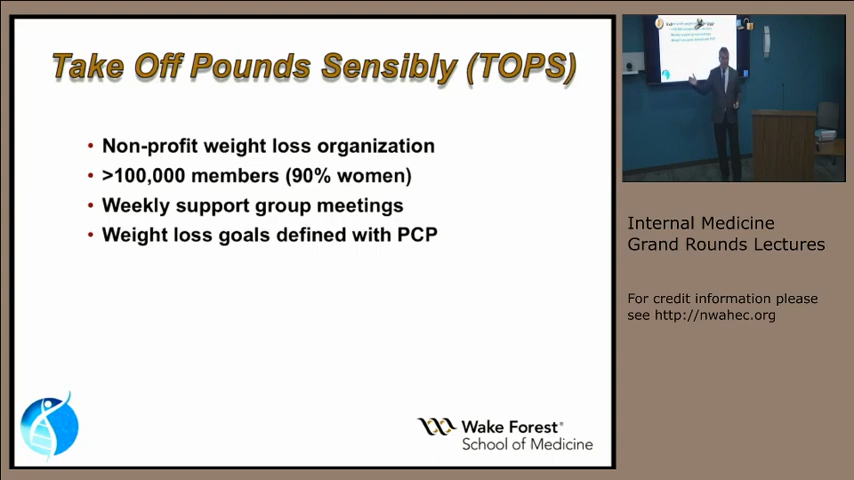 Take Off Pounds Sensibly (TOPS)
• Non-profit weight loss organization
• >100,000 members (90% women)
• Weekly support group meetings
• Weight loss goals defined with PCP
Wake Forest®
School of Medicine
Internal Medicine
Grand Rounds Lectures
For credit information please
see http://nwahec.org